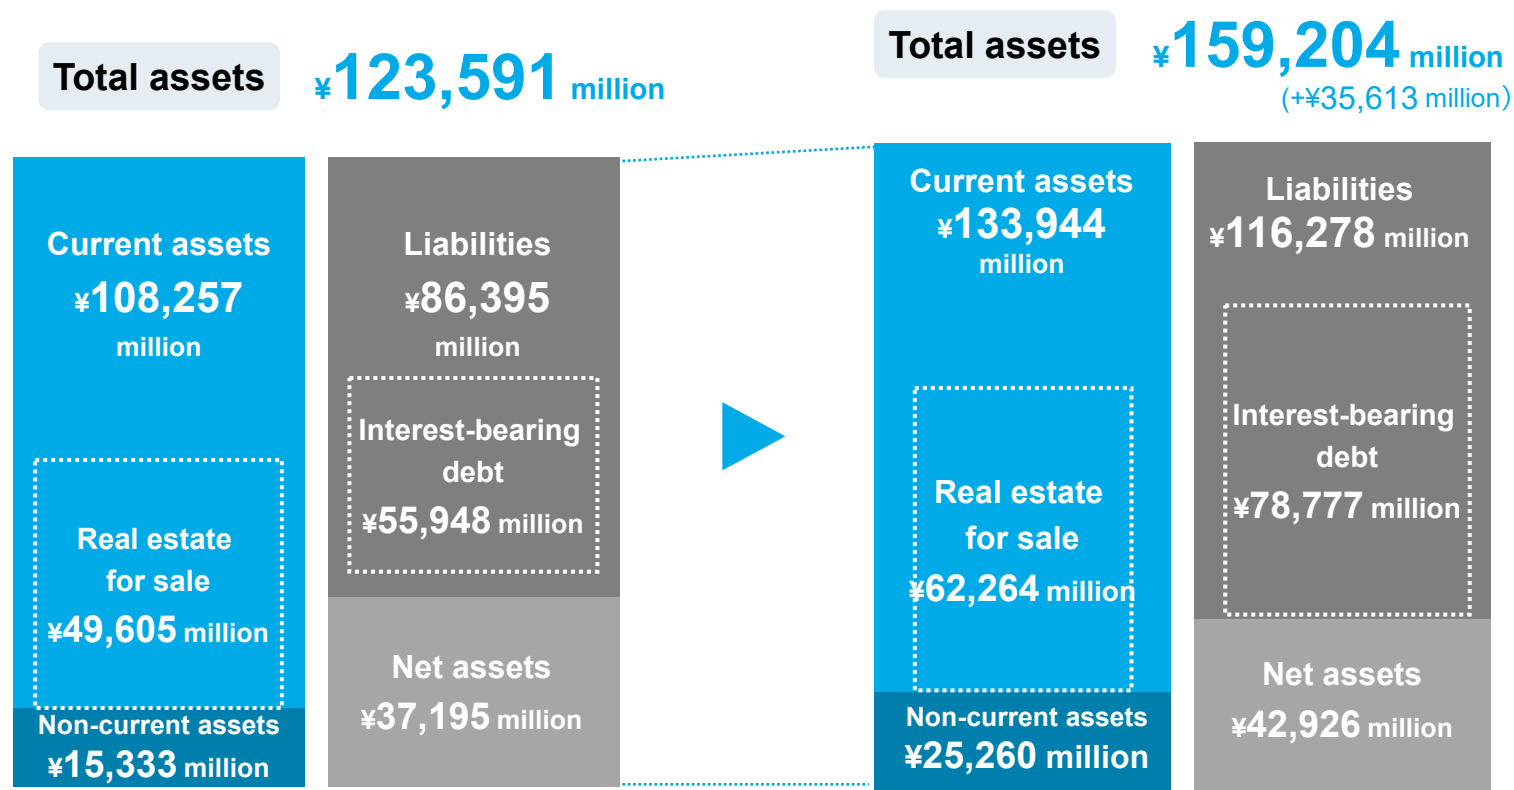 Total assets
¥123,591 million
Total assets
¥159,204 million
(+¥35,613 million)
Current assets
¥108,257
million
Real estate
for sale
¥49,605 million
Non-current assets
¥15,333 million
Liabilities
¥86,395
million
Interest-bearing
debt
¥55,948 million
Net assets
¥37,195 million
Current assets
¥133,944
million
Real estate
for sale
¥62,264 million
Non-current assets
¥25,260 million
Liabilities
¥116,278 million
Interest-bearing
debt
¥78,777 million
Net assets
¥42,926 million